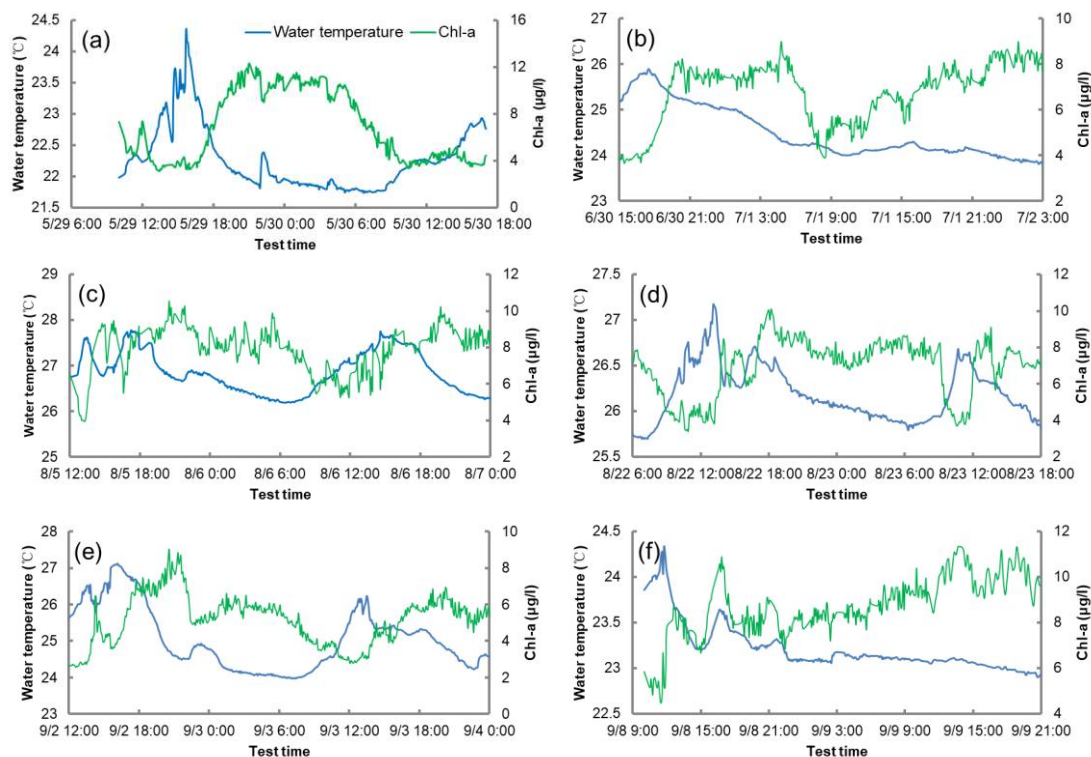 (a)
Water temperature
Chl-a
Water temperature (℃)
24.5
24
23.5
23
22.5
22
21.5
16
12
8
4
0
Chl-a (µg/l)
5/29 6:00 5/29 12:00 5/29 18:00 5/30 0:00 5/30 6:00 5/30 12:00 5/30 18:00
Test time
(b)
Water temperature (℃)
27
26
25
24
23
10
8
6
4
2
Chl-a (µg/l)
6/30 15:00 6/30 21:00 7/1 3:00 7/1 9:00 7/1 15:00 7/1 21:00 7/2 3:00
Test time
(c)
Water temperature (℃)
29
28
27
26
25
12
10
8
6
4
2
Chl-a (µg/l)
8/5 12:00 8/5 18:00 8/6 0:00 8/6 6:00 8/6 12:00 8/6 18:00 8/7 0:00
Test time
(d)
Water temperature (℃)
27.5
27
26.5
26
25.5
12
10
8
6
4
2
Chl-a (µg/l)
8/22 6:00 8/22 12:00 8/22 18:00 8/23 0:00 8/23 6:00 8/23 12:00 8/23 18:00
Test time
(e)
Water temperature (℃)
28
27
26
25
24
23
10
8
6
4
2
0
Chl-a (µg/l)
9/2 12:00 9/2 18:00 9/3 0:00 9/3 6:00 9/3 12:00 9/3 18:00 9/4 0:00
Test time
(f)
Water temperature (℃)
24.5
24
23.5
23
22.5
12
10
8
6
4
Chl-a (µg/l)
9/8 9:00 9/8 15:00 9/8 21:00 9/9 3:00 9/9 9:00 9/9 15:00 9/9 21:00
Test time